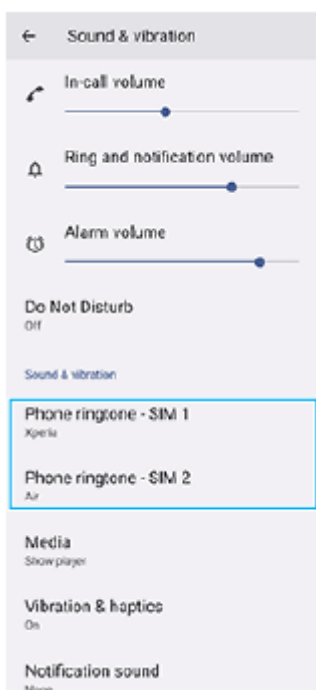 Sound & vibration
In-call volume
Ring and notification volume
Alarm volume
Do Not Disturb
Off
Sound & vibration
Phone ringtone - SIM 1
Xperia
Phone ringtone - SIM 2
Air
Media
Show player
Vibration & haptics
On
Notification sound